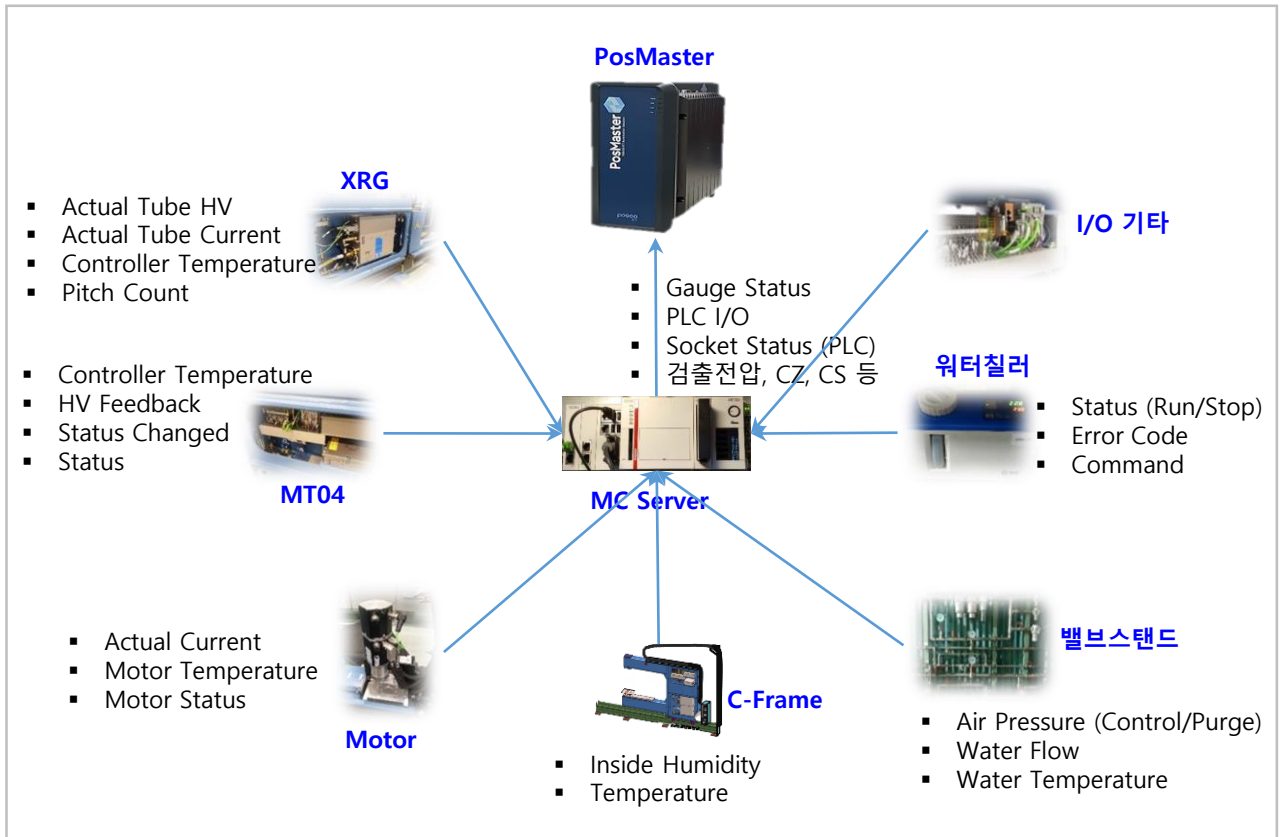 PosMaster
PosMaster
posco
XRG
▪ Actual Tube HV
▪ Actual Tube Current
▪ Controller Temperature
▪ Pitch Count
I/O 기타
▪ Gauge Status
▪ PLC I/O
▪ Socket Status (PLC)
▪ 검출전압, CZ, CS 등
▪ Controller Temperature
▪ HV Feedback
▪ Status Changed
▪ Status
MT04
MC Server
워터칠러
▪ Status (Run/Stop)
▪ Error Code
▪ Command
▪ Actual Current
▪ Motor Temperature
▪ Motor Status
Motor
C-Frame
▪ Inside Humidity
▪ Temperature
밸브스탠드
▪ Air Pressure (Control/Purge)
▪ Water Flow
▪ Water Temperature